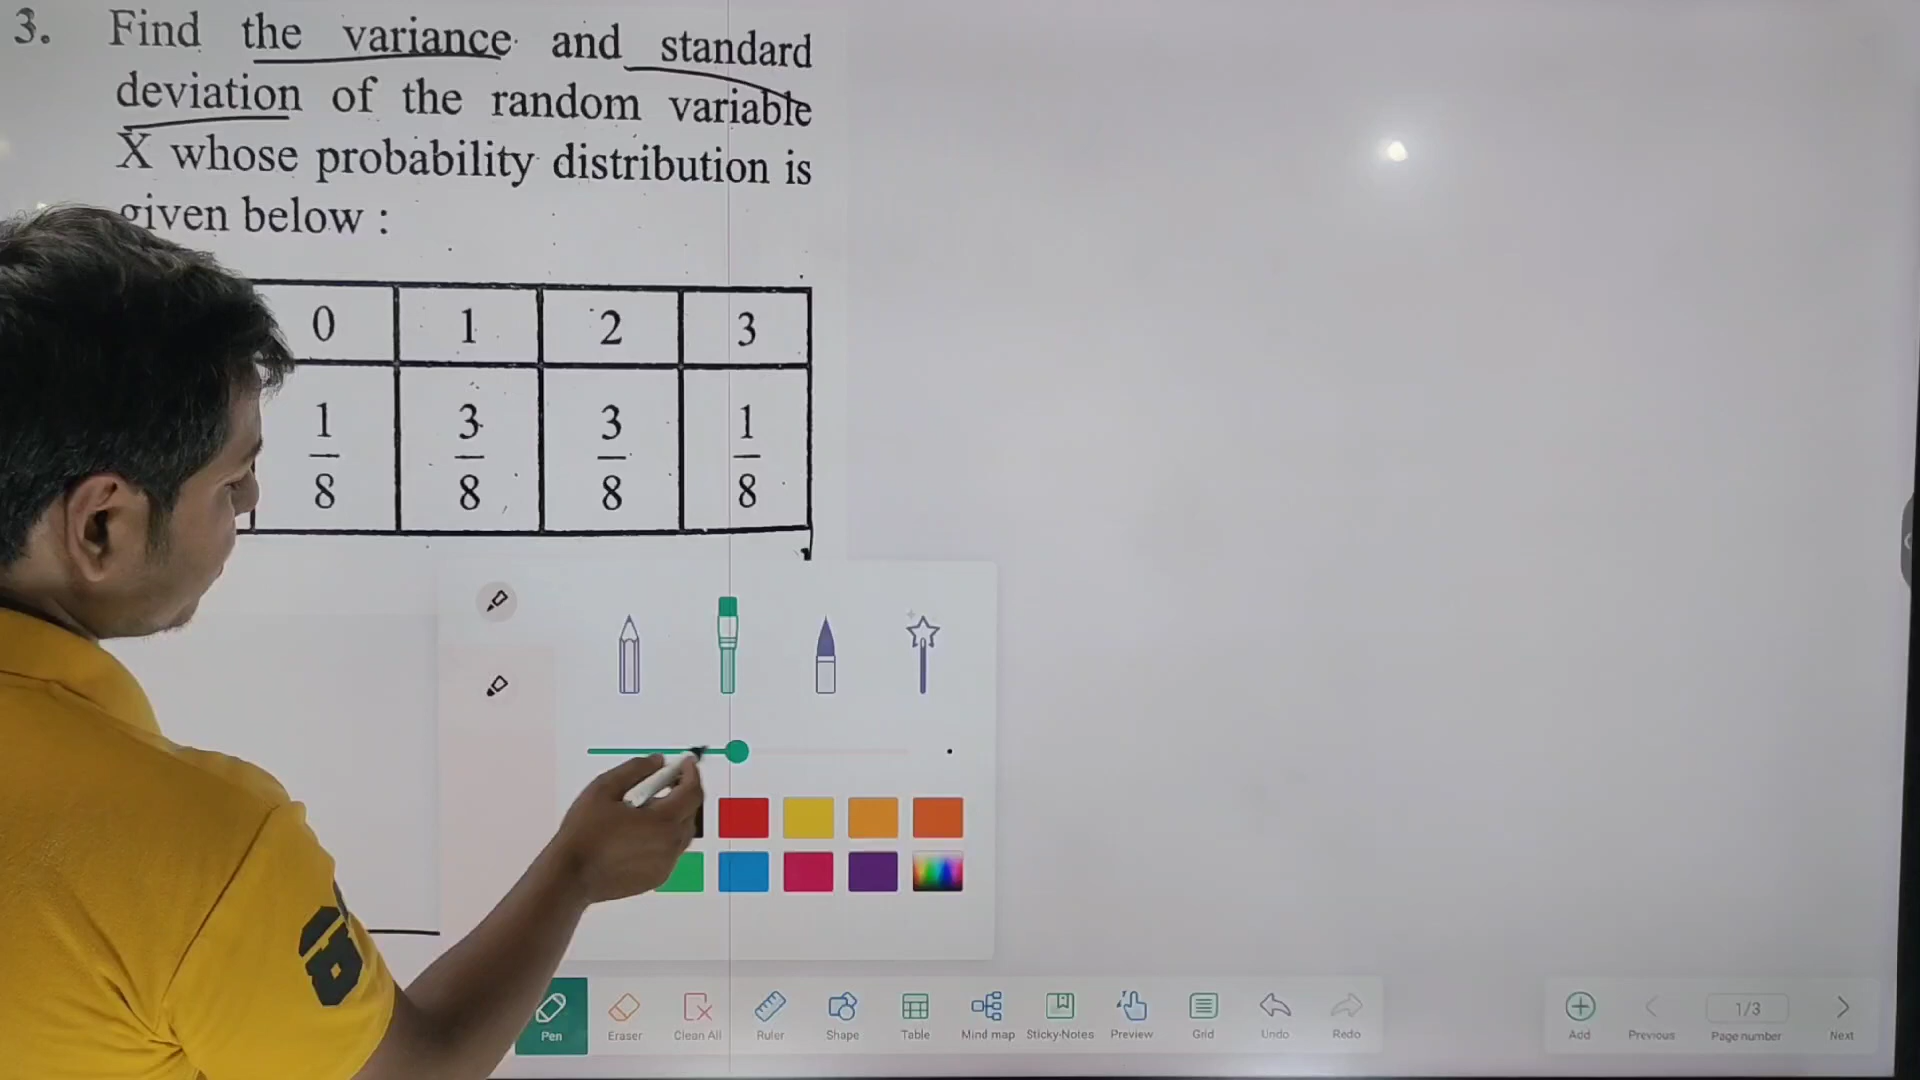 3. Find the variance and standard
deviation of the random variable
X whose probability distribution is
given below :
0 1 2 3
1/8 3/8 3/8 1/8
Pen Eraser Clean All Ruler Shape Table Mind map Sticky-Notes Preview Grid Undo Redo
Add Previous 1/3 Page number Next